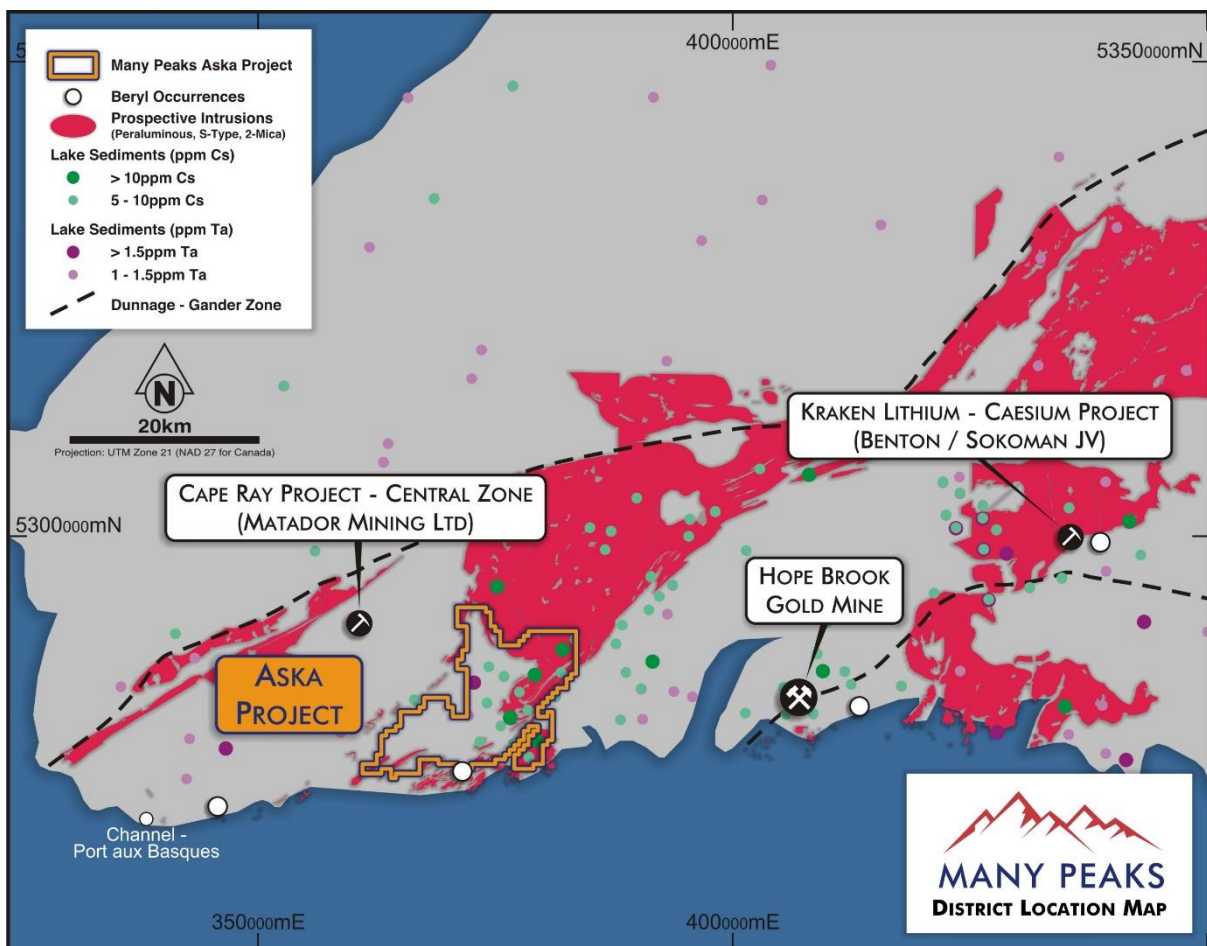 400000mE
5350000mN
Many Peaks Aska Project
Beryl Occurrences
Prospective Intrusions
(Peraluminous, S-Type, 2-Mica)
Lake Sediments (ppm Cs)
> 10ppm Cs
5 - 10ppm Cs
Lake Sediments (ppm Ta)
> 1.5ppm Ta
1 - 1.5ppm Ta
Dunnage - Gander Zone
N
20km
Projection: UTM Zone 21 (NAD 27 for Canada)
KRAKEN LITHIUM - CAESIUM PROJECT
(BENTON / SOKOMAN JV)
CAPE RAY PROJECT - CENTRAL ZONE
(MATADOR MINING LTD)
5300000mN
HOPE BROOK
GOLD MINE
ASKA
PROJECT
Channel -
Port aux Basques
MANY PEAKS
DISTRICT LOCATION MAP
350000mE
400000mE